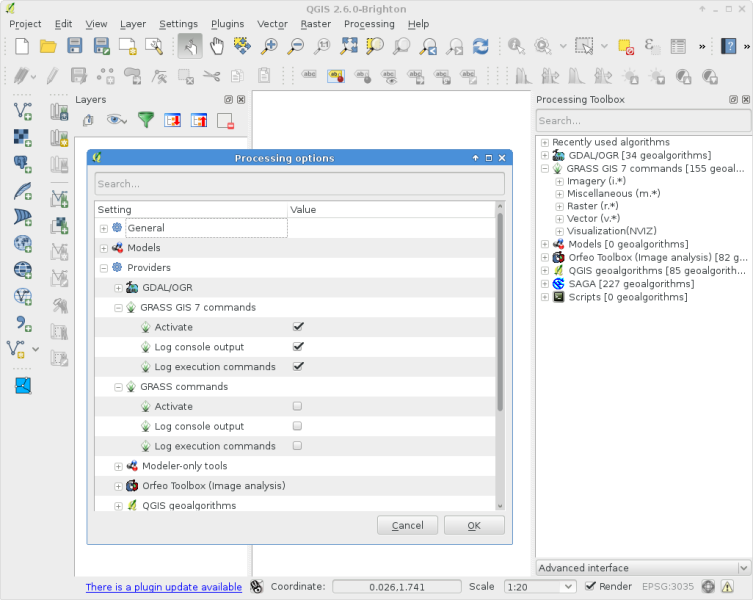 QGIS 2.6.0-Brighton
Project Edit View Layer Settings Plugins Vector Raster Processing Help
Layers
Processing Toolbox
Search...
Recently used algorithms
GDAL/OGR [34 geoalgorithms]
GRASS GIS 7 commands [155 geoal...
Imagery (i.*)
Miscellaneous (m.*)
Raster (r.*)
Vector (v.*)
Visualization(NVIZ)
Models [0 geoalgorithms]
Orfeo Toolbox (Image analysis) [82 g...
QGIS geoalgorithms [85 geoalgorith...
SAGA [227 geoalgorithms]
Scripts [0 geoalgorithms]
Advanced interface
Processing options
Search...
Setting Value
General
Models
Providers
GDAL/OGR
GRASS GIS 7 commands
Activate
Log console output
Log execution commands
GRASS commands
Activate
Log console output
Log execution commands
Modeler-only tools
Orfeo Toolbox (Image analysis)
QGIS geoalgorithms
Cancel OK
There is a plugin update available Coordinate: 0.026,1.741 Scale 1:20 Render EPSG:3035